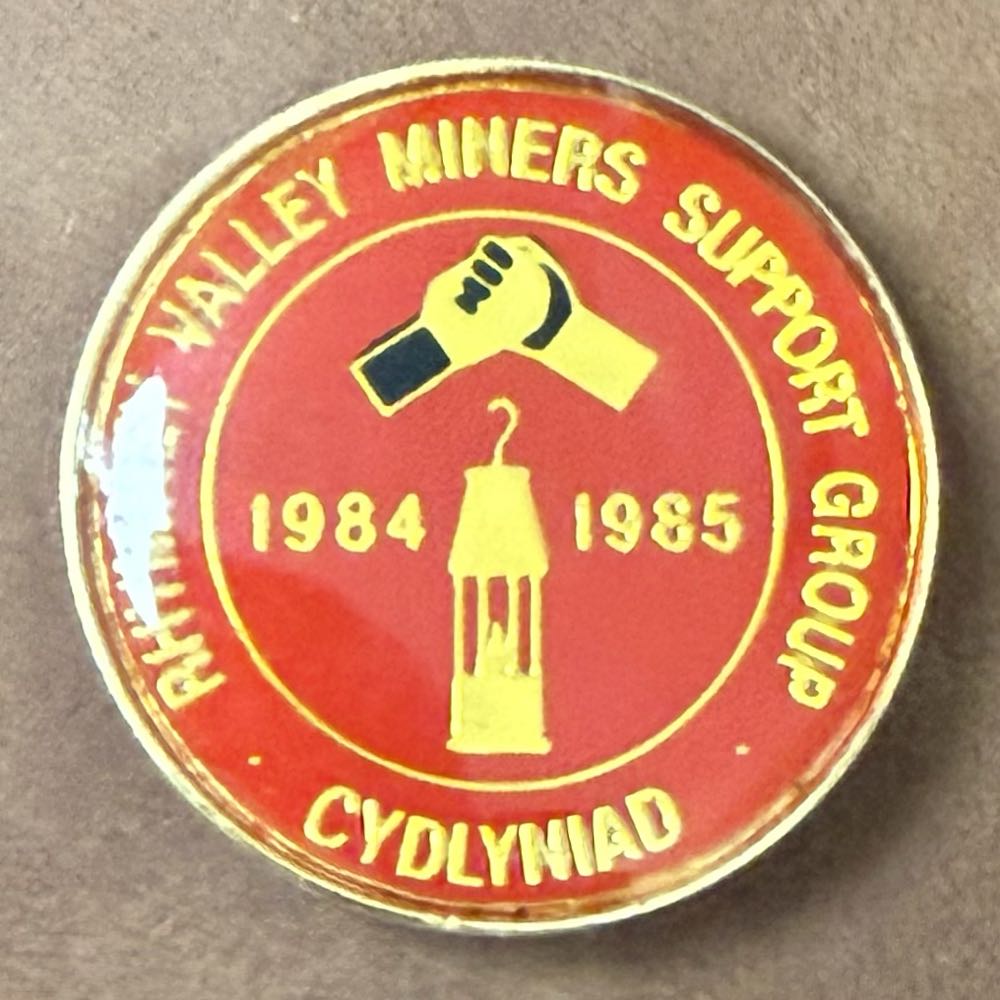 VALLEY MINERS SUPPORT GROUP
1984 1985
CYDLYNIAD